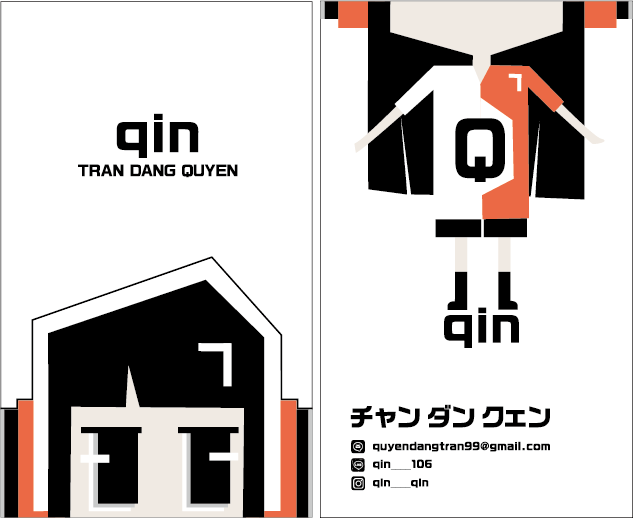 qin
TRAN DANG QUYEN
Q
qin
チャン ダン クェン
quyendangtran99@gmail.com
qin___106
qin___qin